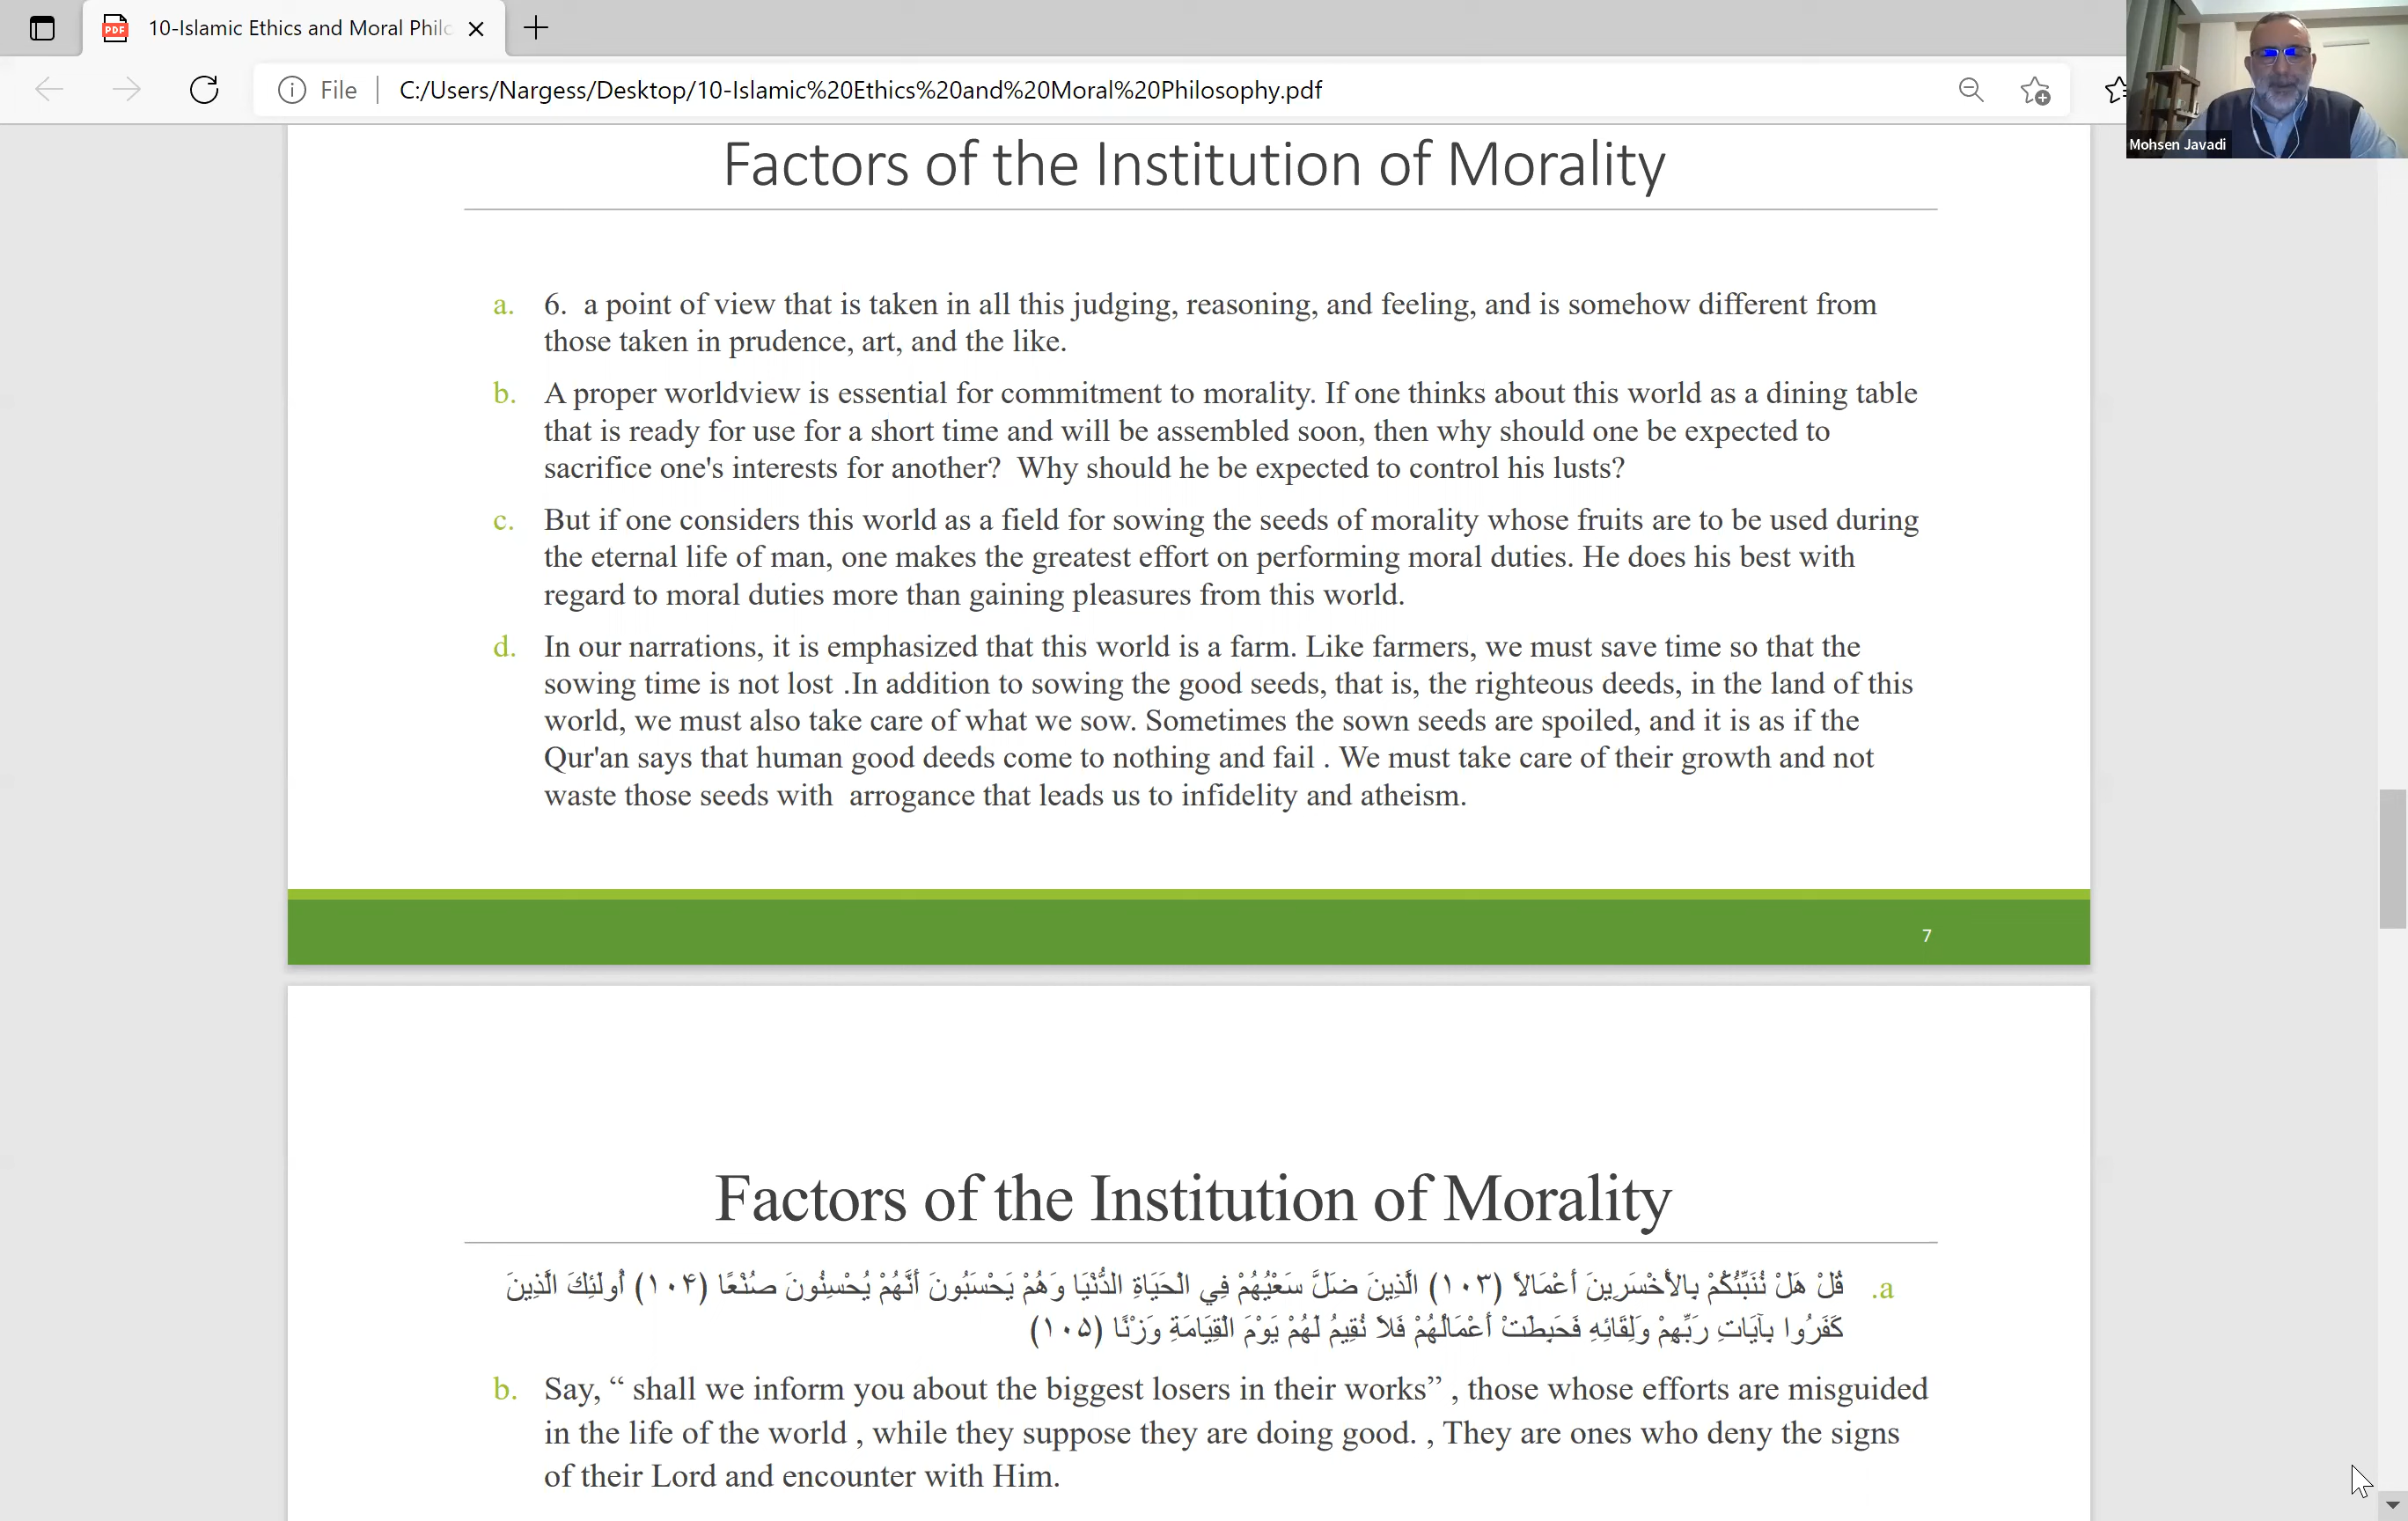 10-Islamic Ethics and Moral Philo
File
C:/Users/Nargess/Desktop/10-Islamic%20Ethics%20and%20Moral%20Philosophy.pdf
Mohsen Javadi
Factors of the Institution of Morality
a. 6. a point of view that is taken in all this judging, reasoning, and feeling, and is somehow different from
those taken in prudence, art, and the like.
b. A proper worldview is essential for commitment to morality. If one thinks about this world as a dining table
that is ready for use for a short time and will be assembled soon, then why should one be expected to
sacrifice one's interests for another? Why should he be expected to control his lusts?
c. But if one considers this world as a field for sowing the seeds of morality whose fruits are to be used during
the eternal life of man, one makes the greatest effort on performing moral duties. He does his best with
regard to moral duties more than gaining pleasures from this world.
d. In our narrations, it is emphasized that this world is a farm. Like farmers, we must save time so that the
sowing time is not lost .In addition to sowing the good seeds, that is, the righteous deeds, in the land of this
world, we must also take care of what we sow. Sometimes the sown seeds are spoiled, and it is as if the
Qur'an says that human good deeds come to nothing and fail . We must take care of their growth and not
waste those seeds with arrogance that leads us to infidelity and atheism.
7
Factors of the Institution of Morality
a. قُلْ هَلْ نُنَبِّئُكُمْ بِالأخْسَرِينَ أَعْمَالاً (۱۰۳) الَّذِينَ ضَلَّ سَعْيُهُمْ فِي الْحَيَاةِ الدُّنْيَا وَهُمْ يَحْسَبُونَ أَنَّهُمْ يُحْسِنُونَ صُنْعًا (۱۰۴) أُولَئِكَ الَّذِينَ
كَفَرُوا بِآيَاتِ رَبِّهِمْ وَلِقَائِهِ فَحَبِطَتْ أَعْمَالُهُمْ فَلا نُقِيمُ لَهُمْ يَوْمَ الْقِيَامَةِ وَزْنًا (۱۰۵)
b. Say, “ shall we inform you about the biggest losers in their works” , those whose efforts are misguided
in the life of the world , while they suppose they are doing good. , They are ones who deny the signs
of their Lord and encounter with Him.